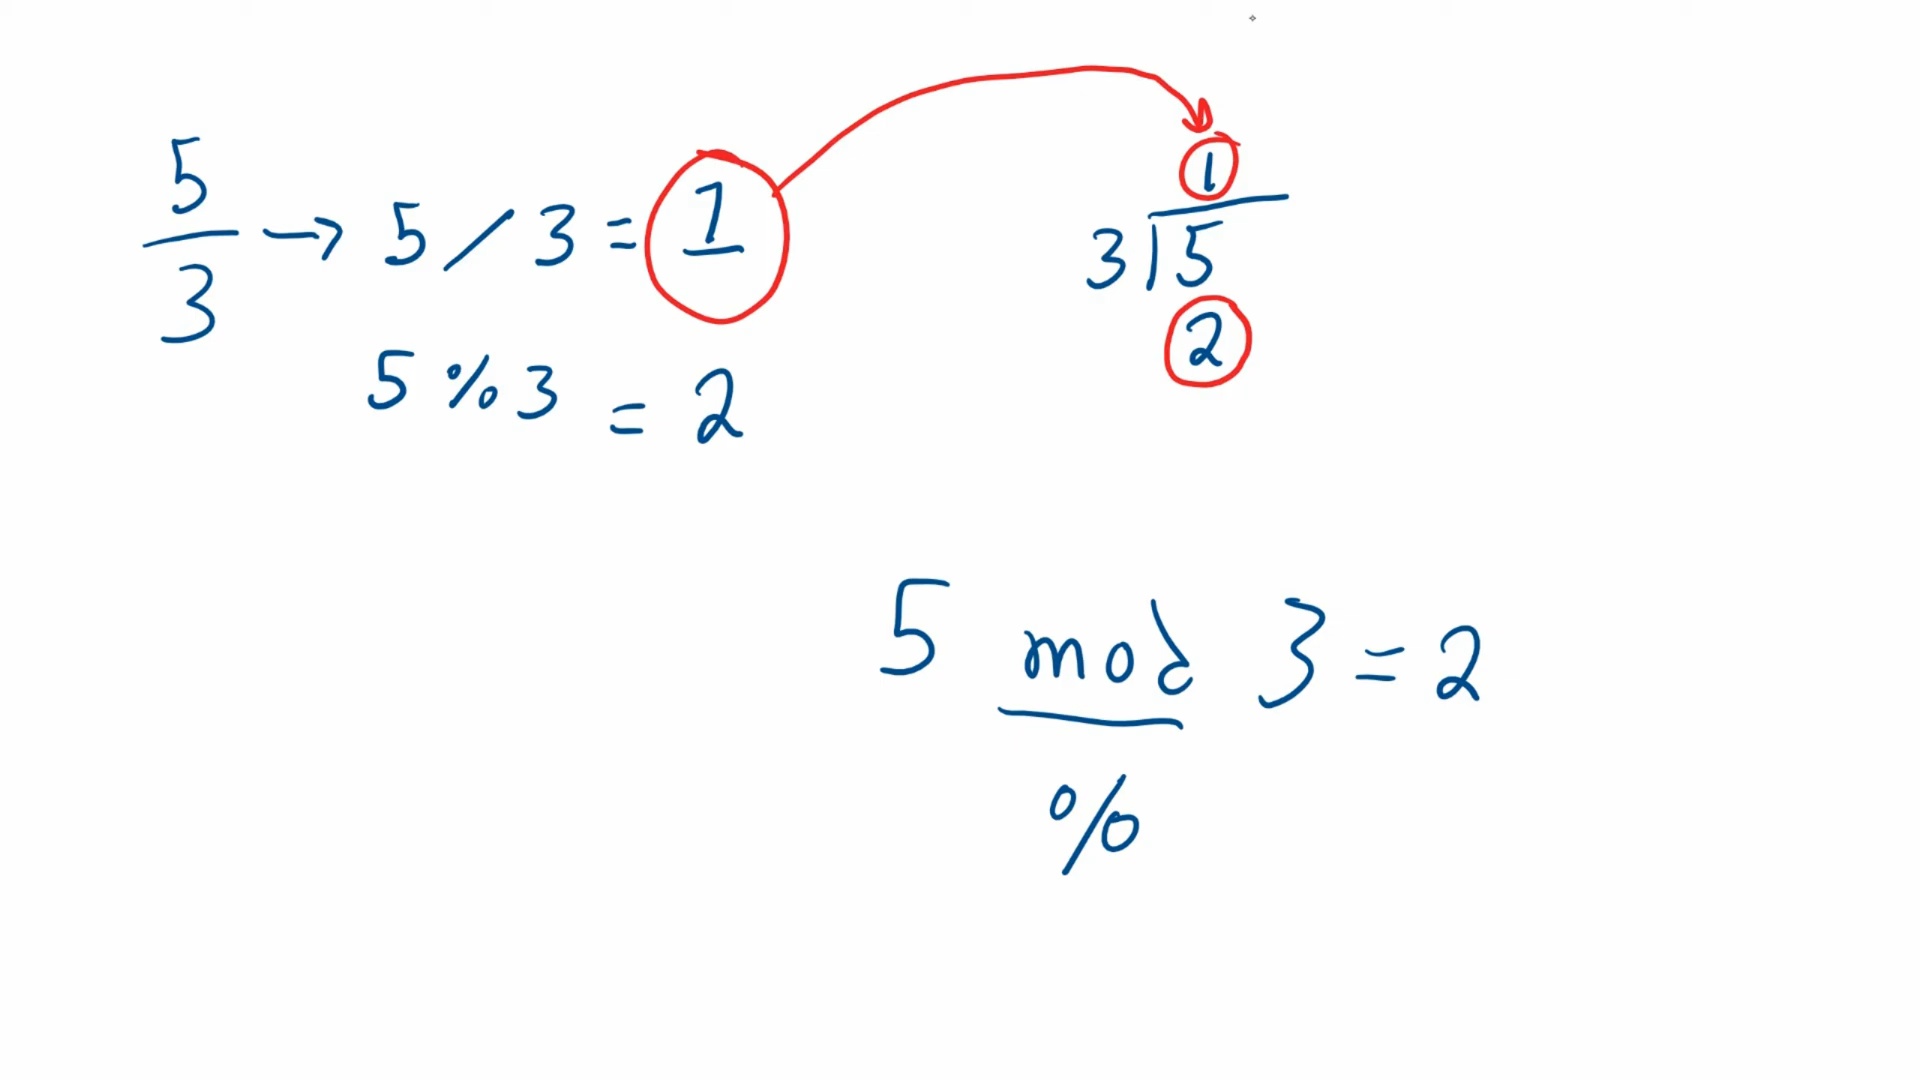 5
3
→ 5 / 3 = 1
5 % 3 = 2
1
3 5
2
5 mod 3 = 2
%